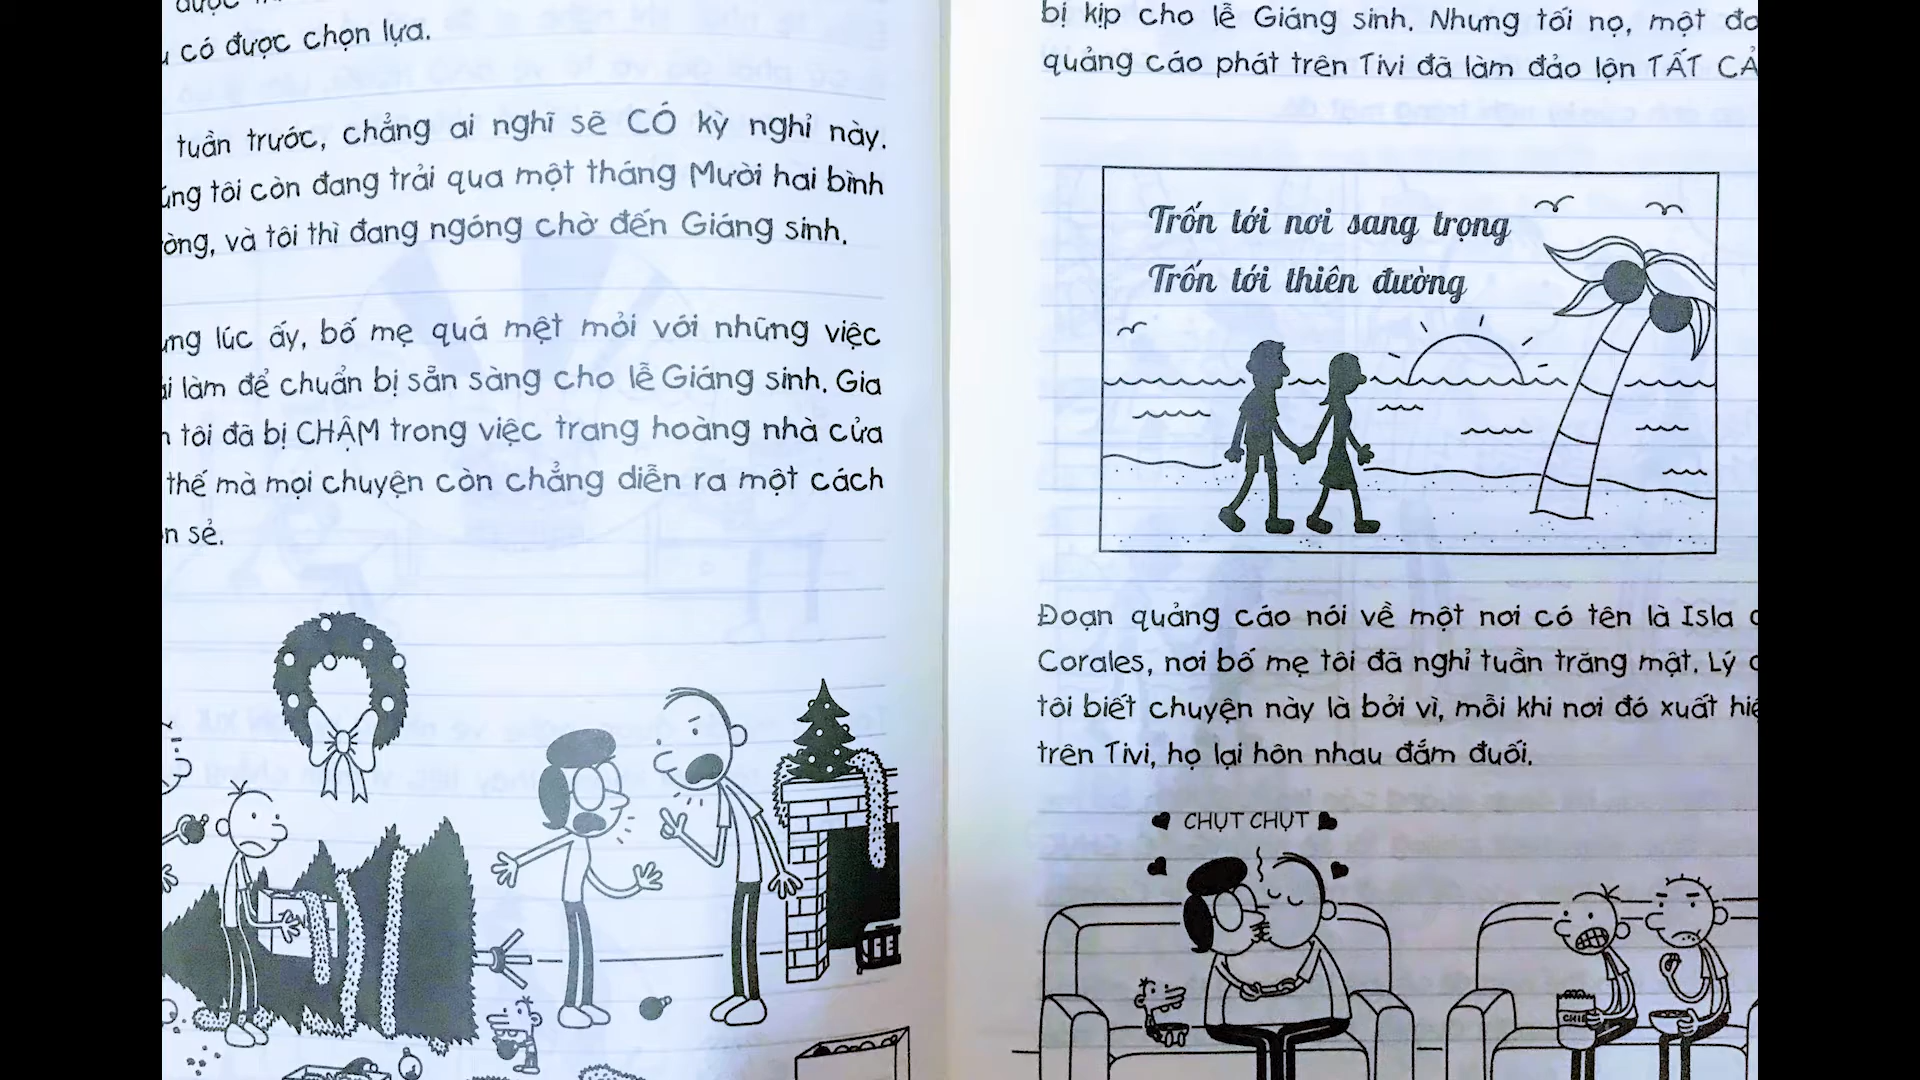 có được chọn lựa.
tuần trước, chẳng ai nghĩ sẽ CÓ kỳ nghỉ này.
tôi còn đang trải qua một tháng Mười hai bình
và tôi thì đang ngóng chờ đến Giáng sinh.
lúc ấy, bố mẹ quá mệt mỏi với những việc
làm để chuẩn bị sẵn sàng cho lễ Giáng sinh. Gia
tôi đã bị CHẬM trong việc trang hoàng nhà cửa
thế mà mọi chuyện còn chẳng diễn ra một cách
sẻ.
bị kịp cho lễ Giáng sinh. Nhưng tối nọ, một
quảng cáo phát trên Tivi đã làm đảo lộn TẤT CẢ
Trốn tới nơi sang trọng
Trốn tới thiên đường
Đoạn quảng cáo nói về một nơi có tên là Isla
Corales, nơi bố mẹ tôi đã nghỉ tuần trăng mật. Lý
tôi biết chuyện này là bởi vì, mỗi khi nơi đó xuất
trên Tivi, họ lại hôn nhau đắm đuối.
CHỤT CHỤT